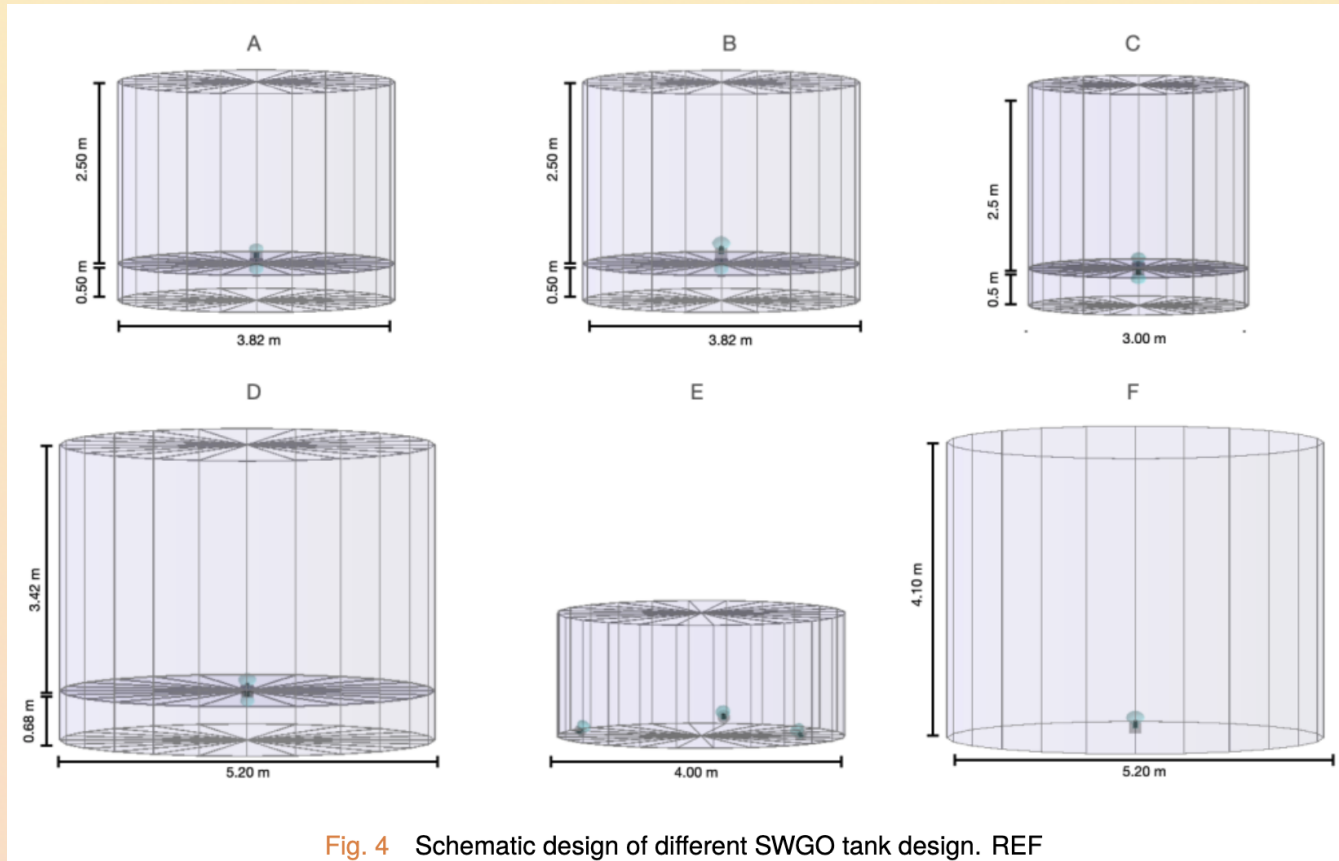 A
B
C
2.50 m
0.50 m
3.82 m
2.50 m
0.50 m
3.82 m
2.5 m
0.5 m
3.00 m
D
E
F
3.42 m
0.68 m
5.20 m
4.00 m
4.10 m
5.20 m
Fig. 4 Schematic design of different SWGO tank design. REF